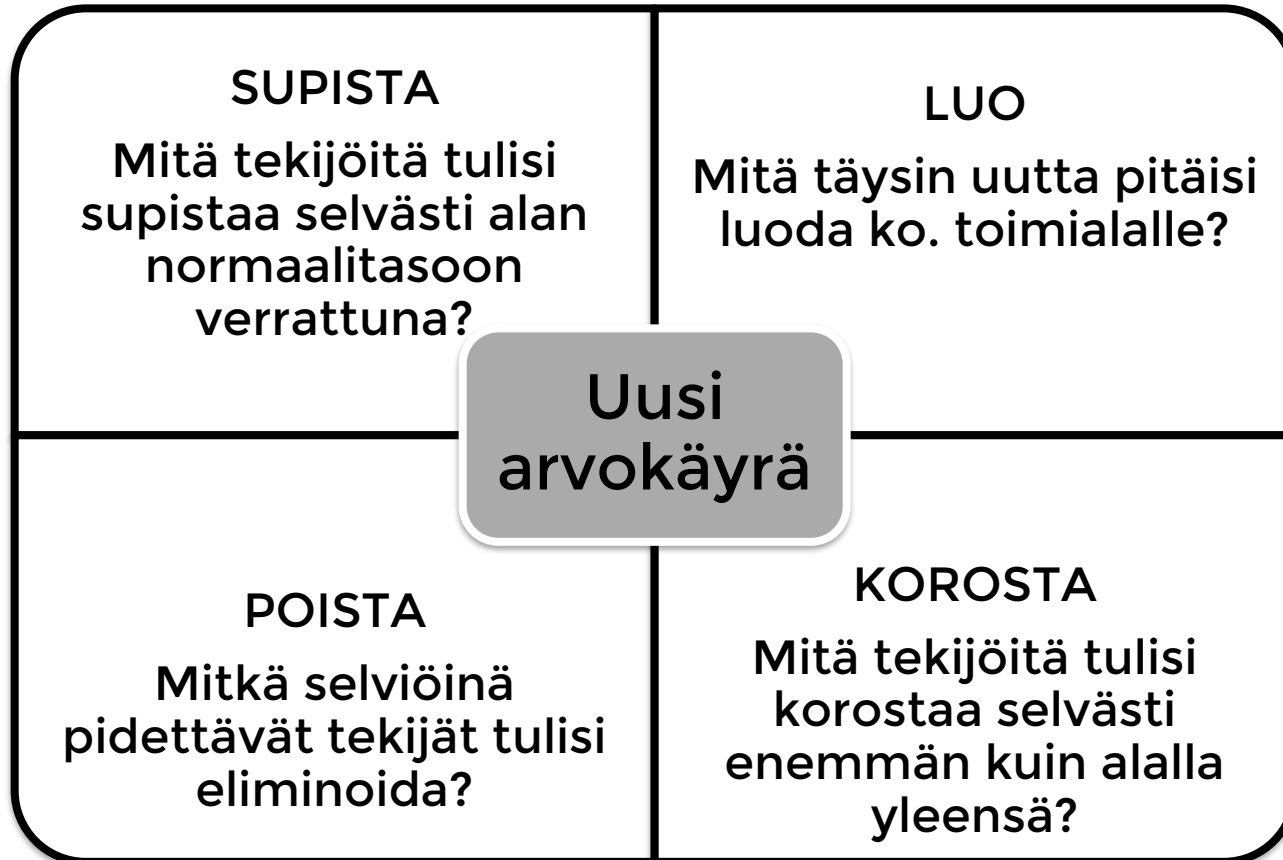 SUPISTA
Mitä tekijöitä tulisi
supistaa selvästi alan
normaalitasoon
verrattuna?
LUO
Mitä täysin uutta pitäisi
luoda ko. toimialalle?
Uusi
arvokäyrä
POISTA
Mitkä selviöinä
pidettävät tekijät tulisi
eliminoida?
KOROSTA
Mitä tekijöitä tulisi
korostaa selvästi
enemmän kuin alalla
yleensä?